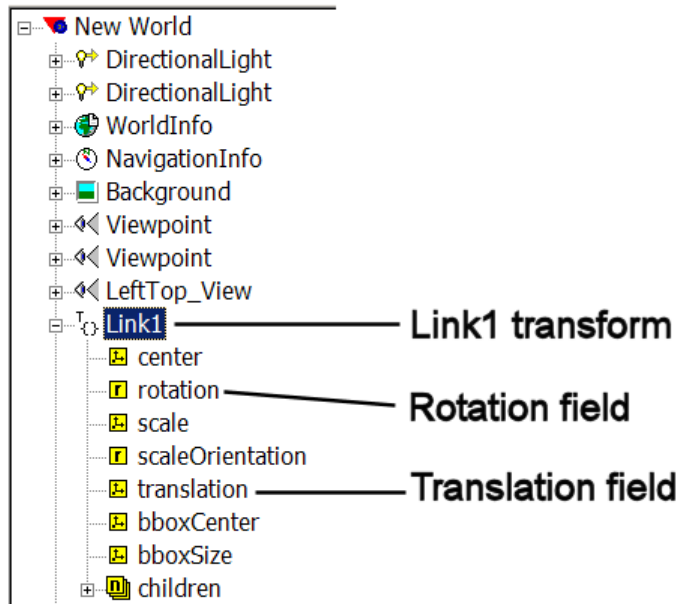 New World
DirectionalLight
DirectionalLight
WorldInfo
NavigationInfo
Background
Viewpoint
Viewpoint
LeftTop_View
Link1
Link1 transform
center
rotation
Rotation field
scale
scaleOrientation
translation
Translation field
bboxCenter
bboxSize
children